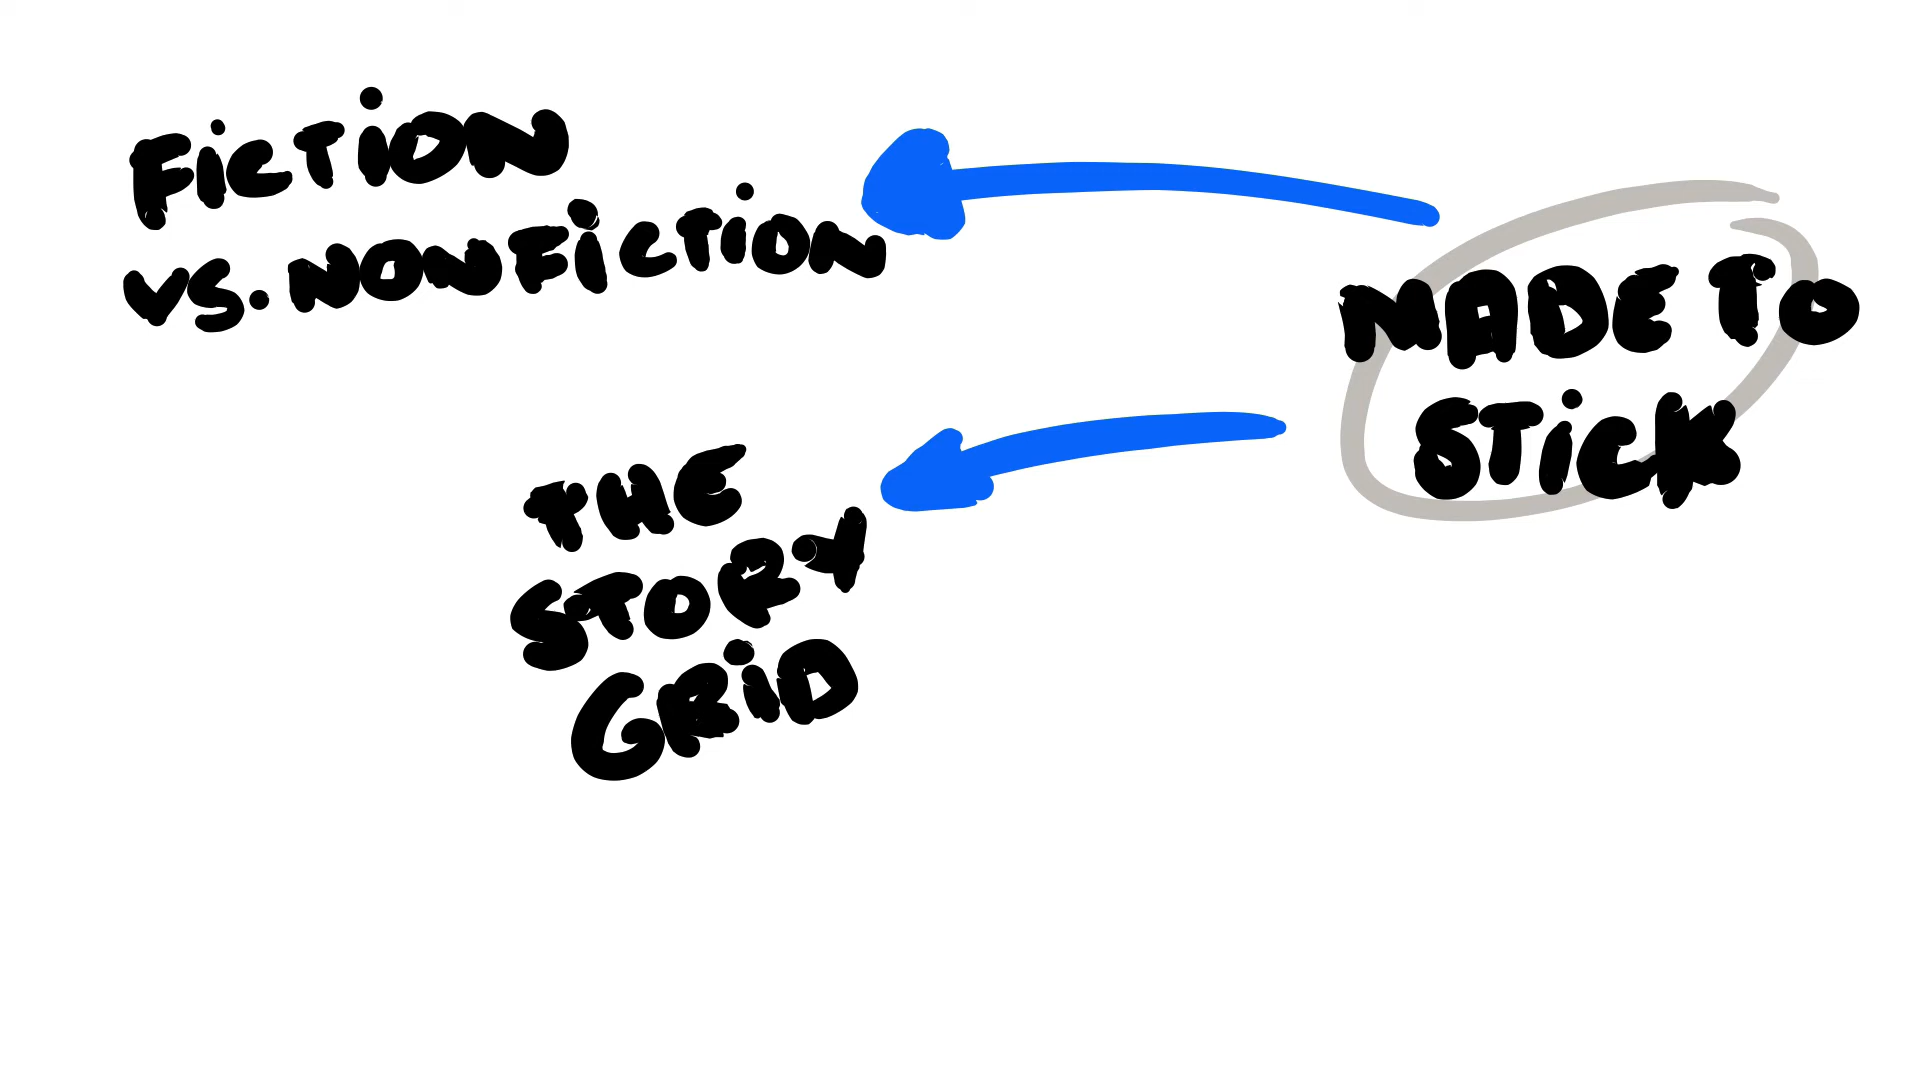 FiCTiON
VS. NONFiCTiON
MADE TO
STiCK
THE
STORY
GRiD